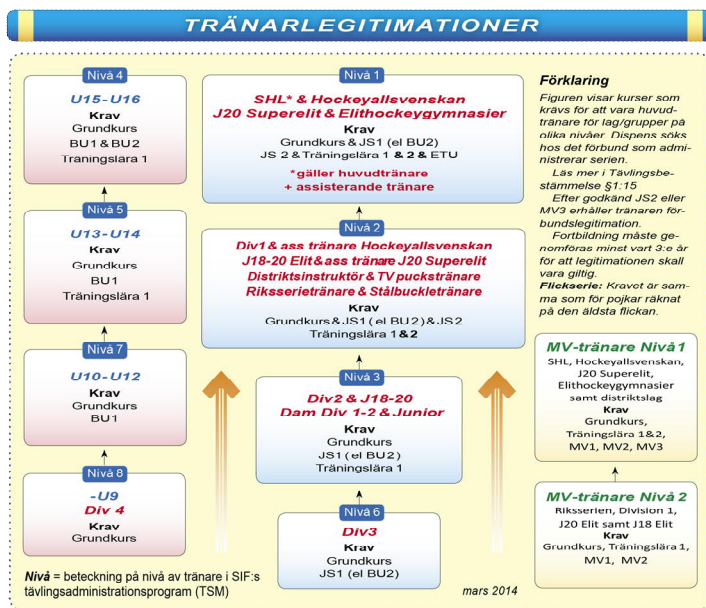 TRÄNARLEGITIMATIONER
Nivå 4
U15-U16
Krav
Grundkurs
BU1 & BU2
Träningslära 1
Nivå 5
U13-U14
Krav
Grundkurs
BU1
Träningslära 1
Nivå 7
U10-U12
Krav
Grundkurs
BU1
Nivå 8
-U9
Div 4
Krav
Grundkurs
Nivå 1
SHL* & Hockeyallsvenskan
J20 Superelit & Elithockeygymnasier
Krav
Grundkurs & JS1 (el BU2)
JS 2 & Träningslära 1 & 2 & ETU
*gäller huvudtränare
+ assisterande tränare
Nivå 2
Div1 & ass tränare Hockeyallsvenskan
J18-20 Elit & ass tränare J20 Superelit
Distriktsinstruktör & TV puckstränare
Riksserietränare & Stålbuckletränare
Krav
Grundkurs & JS1 ( el BU2) & JS2
Träningslära 1 &2
Nivå 3
Div2 & J18-20
Dam Div 1-2 & Junior
Krav
Grundkurs
JS1 (el BU2)
Träningslära 1
Nivå 6
Div3
Krav
Grundkurs
JS1 (el BU2)
Förklaring
Figuren visar kurser som
krävs för att vara huvud-
tränare för lag/grupper på
olika nivåer. Dispens söks
hos det förbund som admi-
nistrerar serien.
Läs mer i Tävlingsbe-
stämmelse §1:15
Efter godkänd JS2 eller
MV3 erhåller tränaren för-
bundslegitimation.
Fortbildning måste ge-
nomföras minst vart 3:e år
för att legitimationen skall
vara giltig.
Flickserie: Kravet är sam-
ma som för pojkar räknat
på den äldsta flickan.
MV-tränare Nivå 1
SHL, Hockeyallsvenskan,
J20 Superelit,
Elithockeygymnasier
samt distriktslag
Krav
Grundkurs,
Träningslära 1&2,
MV1, MV2, MV3
MV-tränare Nivå 2
Riksserien, Division 1,
J20 Elit samt J18 Elit
Krav
Grundkurs, Träningslära 1,
MV1, MV2
Nivå = beteckning på nivå av tränare i SIF:s
tävlingsadministrationsprogram (TSM)
mars 2014